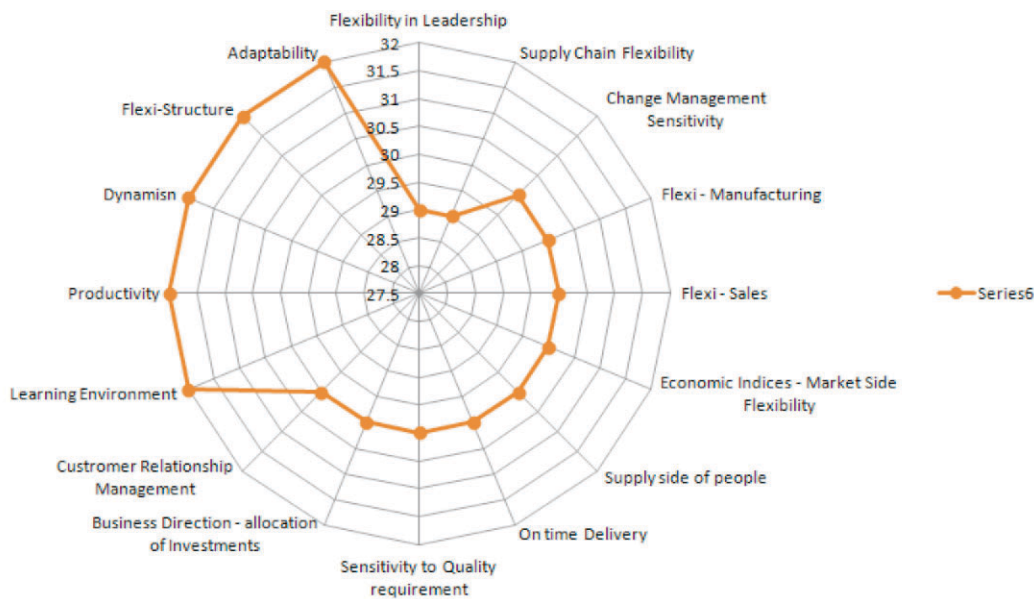 Flexibility in Leadership
Supply Chain Flexibility
Change Management
Sensitivity
Flexi - Manufacturing
Flexi - Sales
Economic Indices - Market Side
Flexibility
Supply side of people
On time Delivery
Sensitivity to Quality
requirement
Business Direction - allocation
of Investments
Custromer Relationship
Management
Learning Environment
Productivity
Dynamisn
Flexi-Structure
Adaptability
32
31.5
31
30.5
30
29.5
29
28.5
28
27.5
Series6